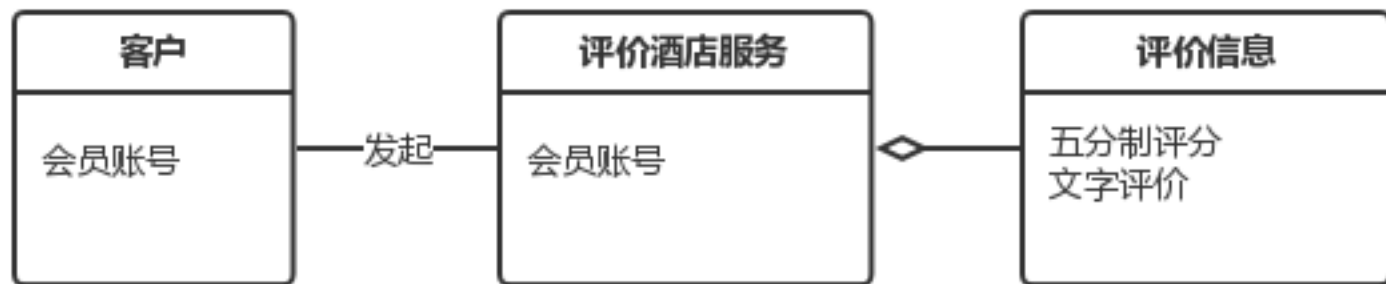 客户
会员账号
发起
评价酒店服务
会员账号
评价信息
五分制评分
文字评价